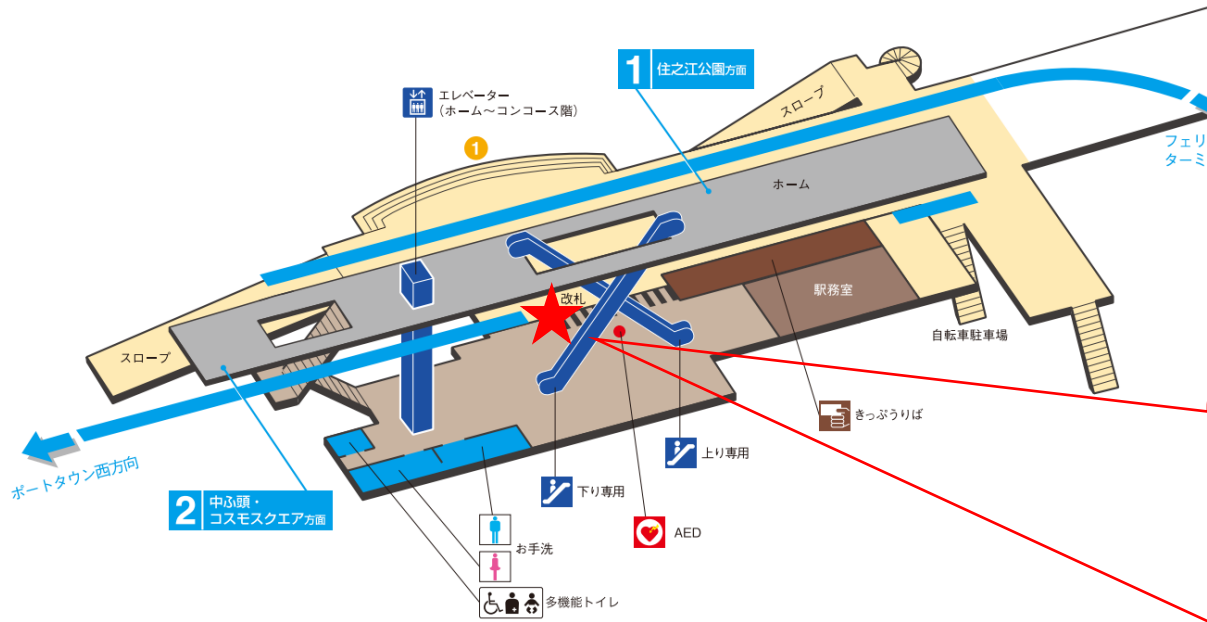 1 住之江公園方面
エレベーター
（ホーム～コンコース階）
スロープ
1
フェリ
ターミ
ホーム
改札
駅務室
スロープ
自転車駐車場
きっぷうりば
上り専用
ポートタウン西方向
下り専用
2 中ふ頭・
コスモスクエア方面
AED
お手洗
多機能トイレ